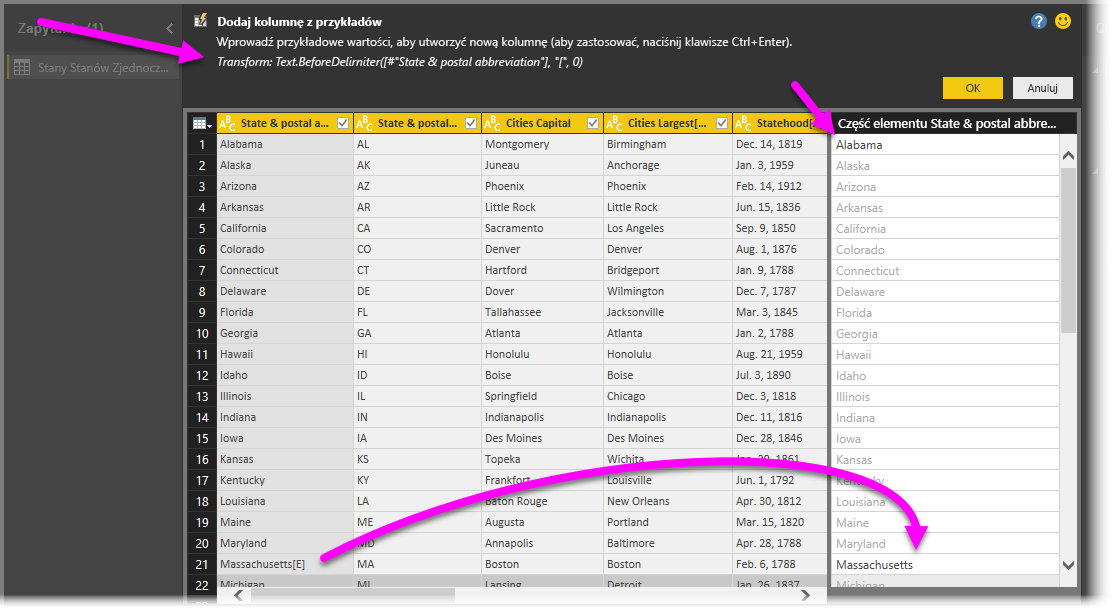 Zapytania (1)
Stany Stanów Zjednocz...
Dodaj kolumnę z przykładów
Wprowadź przykładowe wartości, aby utworzyć nową kolumnę (aby zastosować, naciśnij klawisze Ctrl+Enter).
Transform: Text.BeforeDelimiter([#"State & postal abbreviation"], "[", 0)
OK Anuluj
State & postal a... State & postal... Cities Capital Cities Largest[... Statehood[ Część elementu State & postal abbre...
1 Alabama AL Montgomery Birmingham Dec. 14, 1819 Alabama
2 Alaska AK Juneau Anchorage Jan. 3, 1959 Alaska
3 Arizona AZ Phoenix Phoenix Feb. 14, 1912 Arizona
4 Arkansas AR Little Rock Little Rock Jun. 15, 1836 Arkansas
5 California CA Sacramento Los Angeles Sep. 9, 1850 California
6 Colorado CO Denver Denver Aug. 1, 1876 Colorado
7 Connecticut CT Hartford Bridgeport Jan. 9, 1788 Connecticut
8 Delaware DE Dover Wilmington Dec. 7, 1787 Delaware
9 Florida FL Tallahassee Jacksonville Mar. 3, 1845 Florida
10 Georgia GA Atlanta Atlanta Jan. 2, 1788 Georgia
11 Hawaii HI Honolulu Honolulu Aug. 21, 1959 Hawaii
12 Idaho ID Boise Boise Jul. 3, 1890 Idaho
13 Illinois IL Springfield Chicago Dec. 3, 1818 Illinois
14 Indiana IN Indianapolis Indianapolis Dec. 11, 1816 Indiana
15 Iowa IA Des Moines Des Moines Dec. 28, 1846 Iowa
16 Kansas KS Topeka Wichita Jan. 29, 1861 Kansas
17 Kentucky KY Frankfort Louisville Jun. 1, 1792 Kentucky
18 Louisiana LA Baton Rouge New Orleans Apr. 30, 1812 Louisiana
19 Maine ME Augusta Portland Mar. 15, 1820 Maine
20 Maryland MD Annapolis Baltimore Apr. 28, 1788 Maryland
21 Massachusetts[E] MA Boston Boston Feb. 6, 1788 Massachusetts
22 Michigan MI Lansing Detroit Jan. 26, 1837 Michigan